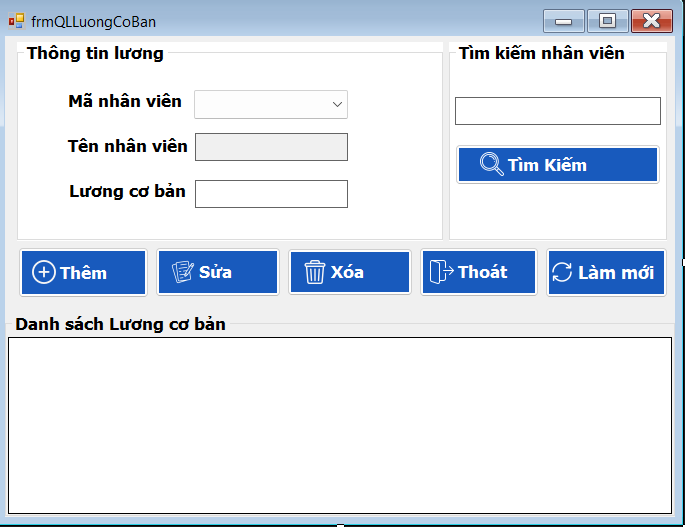 frmQLLuongCoBan
Thông tin lương
Mã nhân viên
Tên nhân viên
Lương cơ bản
Tìm kiếm nhân viên
Tìm Kiếm
Thêm
Sửa
Xóa
Thoát
Làm mới
Danh sách Lương cơ bản